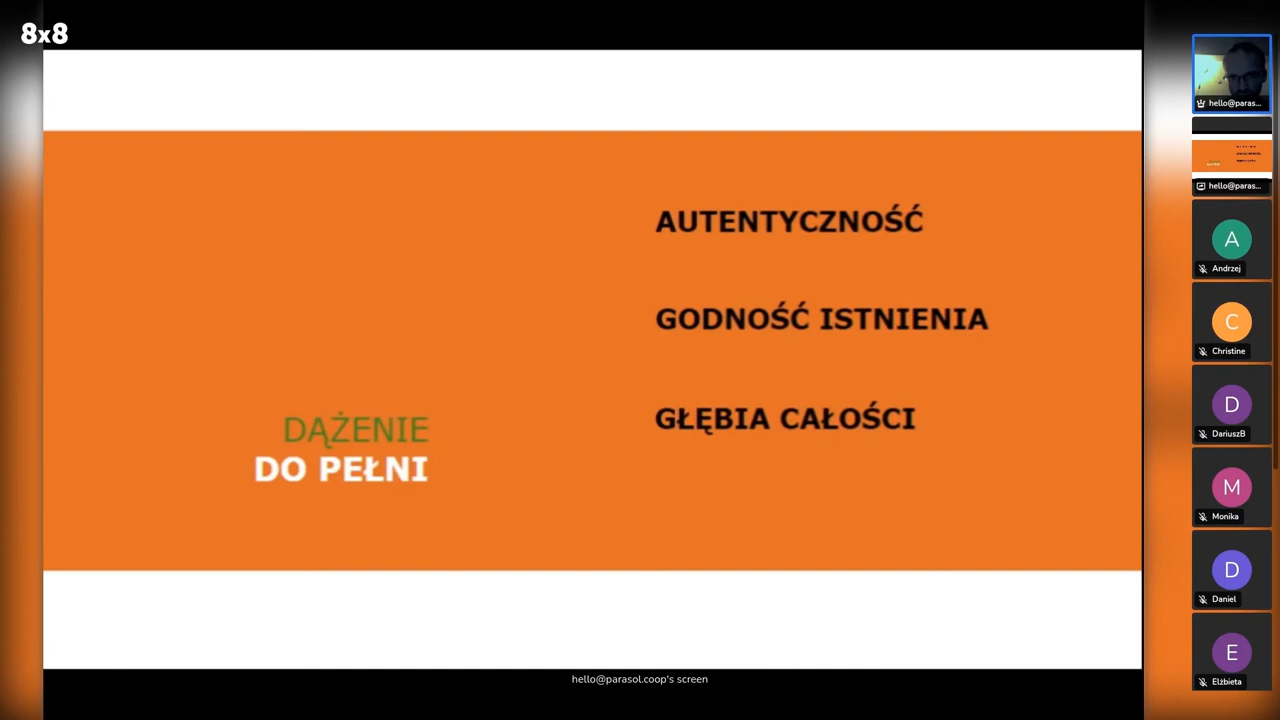 8x8
AUTENTYCZNOŚĆ
GODNOŚĆ ISTNIENIA
GŁĘBIA CAŁOŚCI
DĄŻENIE
DO PEŁNI
hello@parasol.coop's screen
hello@paras...
hello@paras...
A
Andrzej
C
Christine
D
DariuszB
M
Monika
D
Daniel
E
Elżbieta